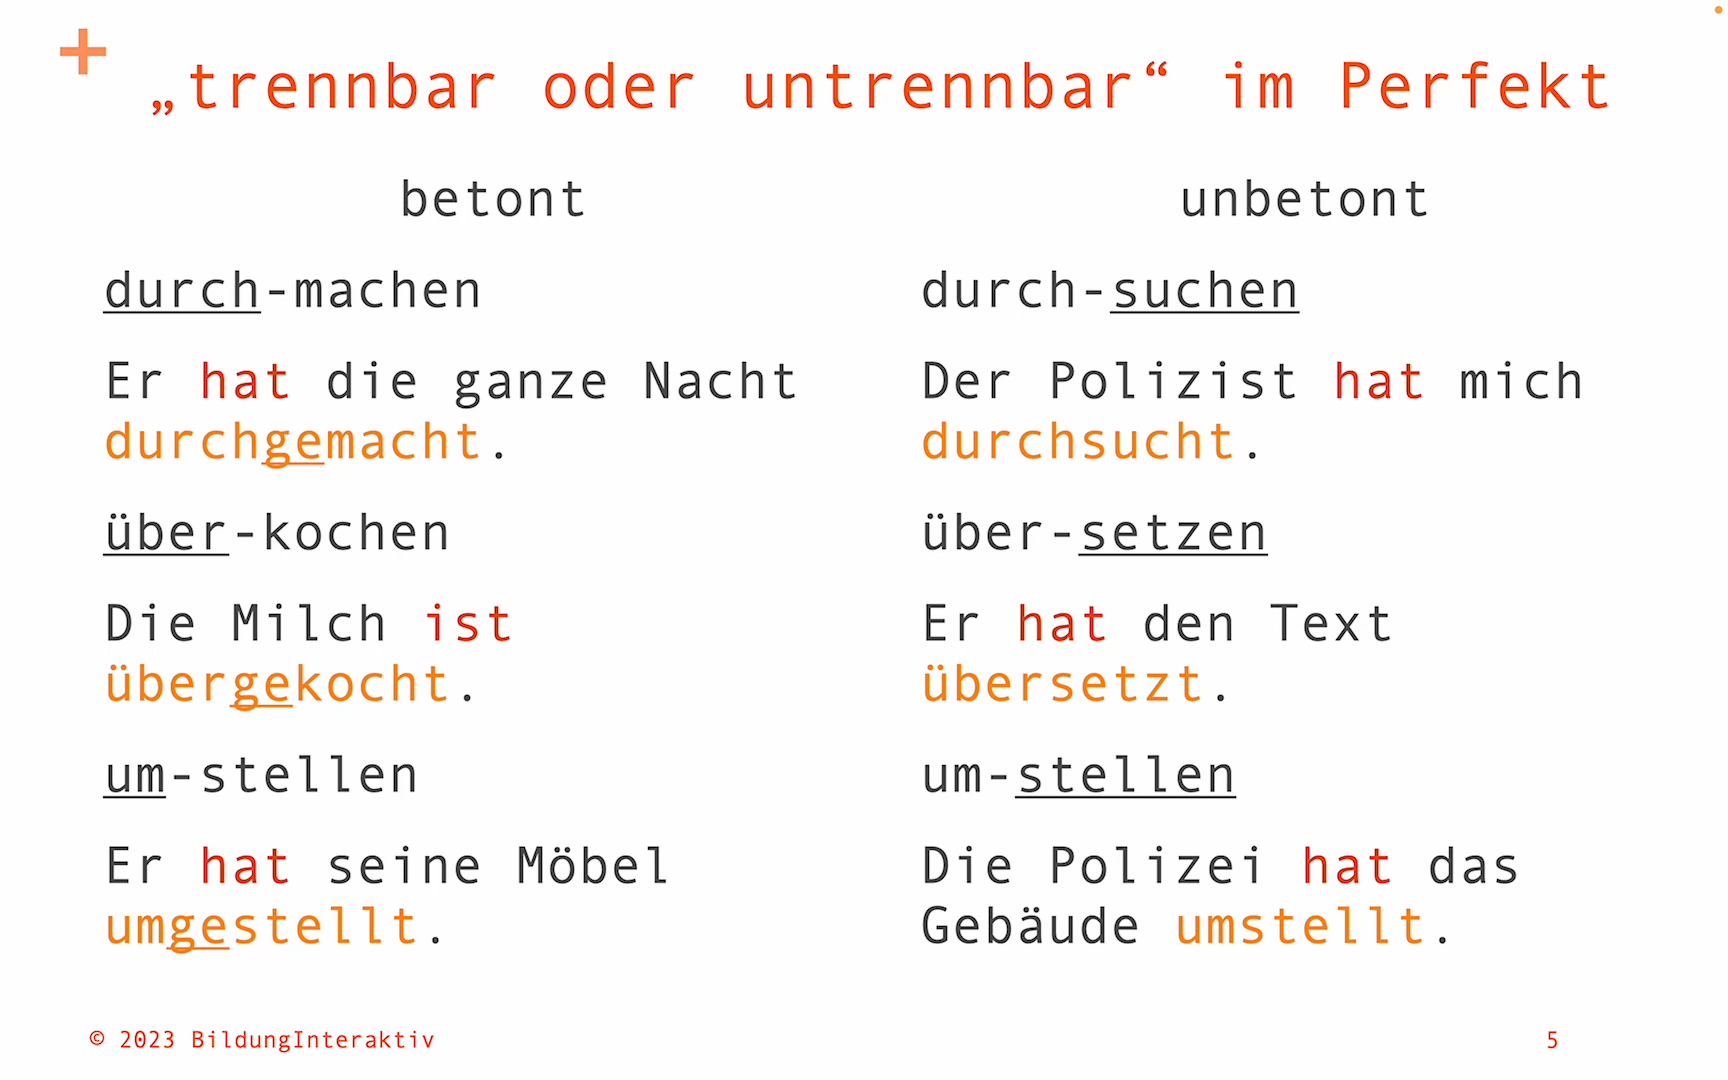 „trennbar oder untrennbar“ im Perfekt
betont
durch-machen
Er hat die ganze Nacht
durchgemacht.
über-kochen
Die Milch ist
übergekocht.
um-stellen
Er hat seine Möbel
umgestellt.
unbetont
durch-suchen
Der Polizist hat mich
durchsucht.
über-setzen
Er hat den Text
übersetzt.
um-stellen
Die Polizei hat das
Gebäude umstellt.
© 2023 BildungInteraktiv
5